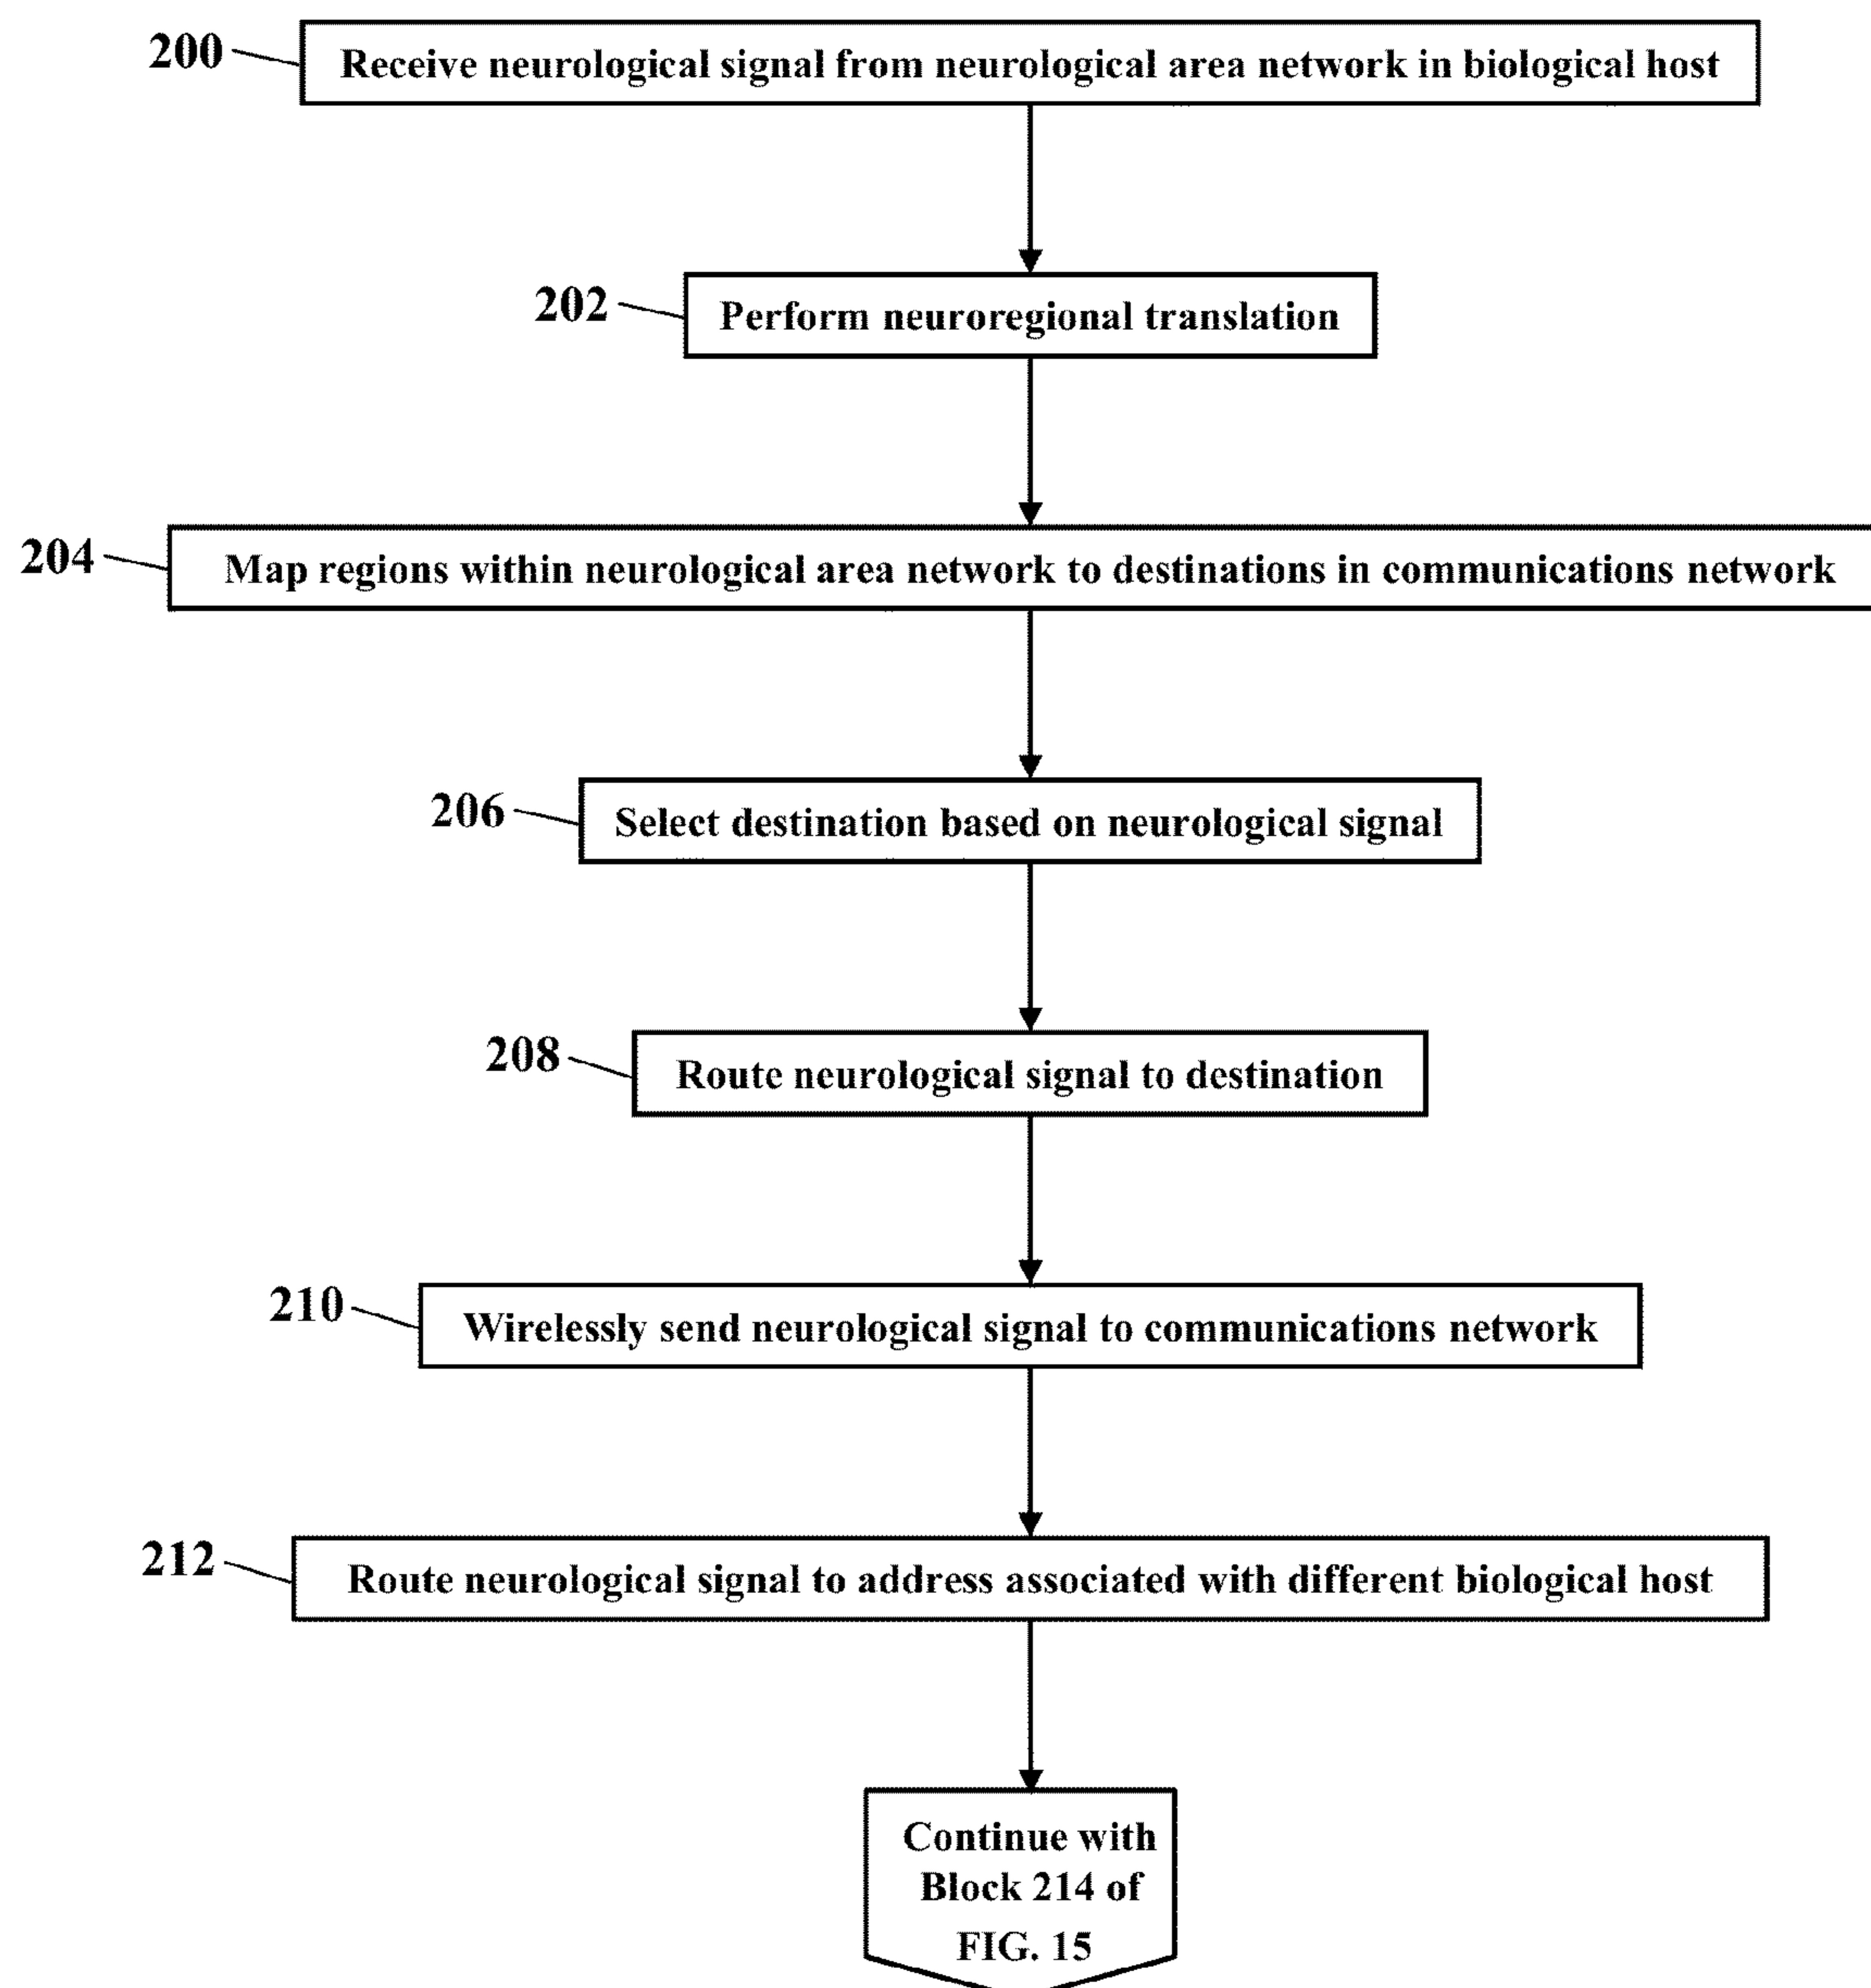 200 Receive neurological signal from neurological area network in biological host
202 Perform neuroregional translation
204 Map regions within neurological area network to destinations in communications network
206 Select destination based on neurological signal
208 Route neurological signal to destination
210 Wirelessly send neurological signal to communications network
212 Route neurological signal to address associated with different biological host
Continue with
Block 214 of
FIG. 15